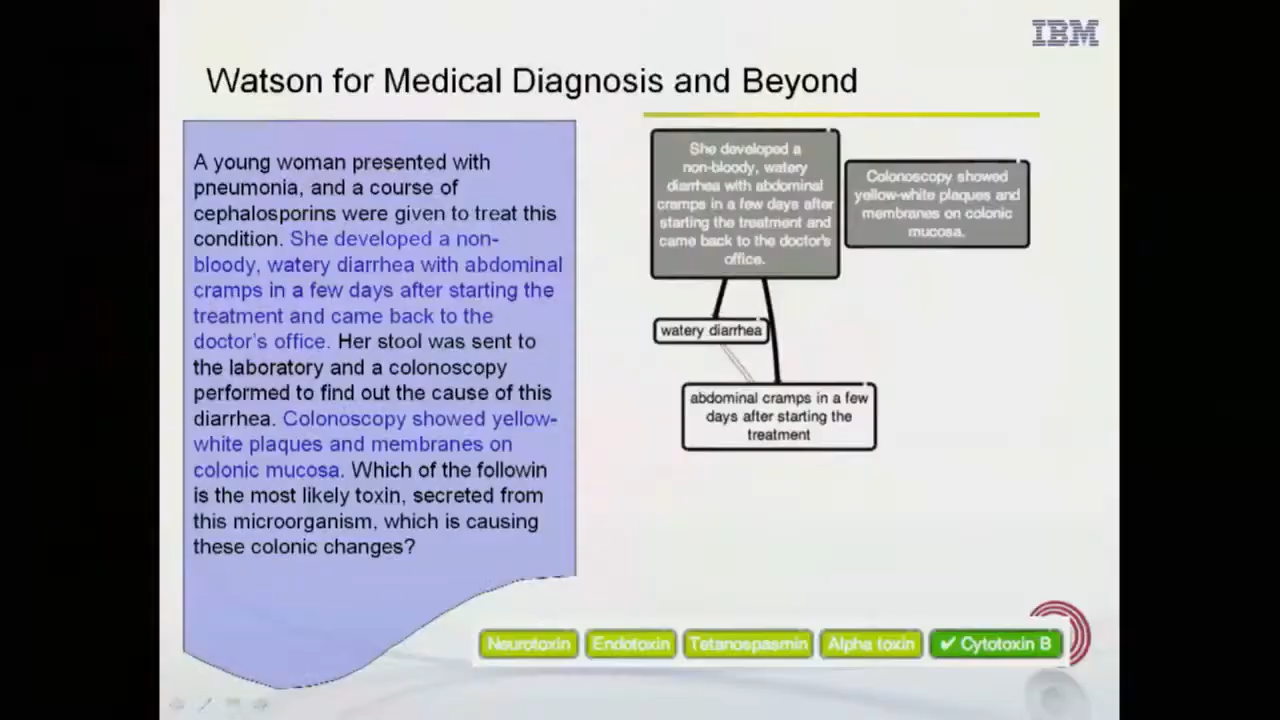 IBM
Watson for Medical Diagnosis and Beyond
A young woman presented with
pneumonia, and a course of
cephalosporins were given to treat this
condition. She developed a non-
bloody, watery diarrhea with abdominal
cramps in a few days after starting the
treatment and came back to the
doctor's office. Her stool was sent to
the laboratory and a colonoscopy
performed to find out the cause of this
diarrhea. Colonoscopy showed yellow-
white plaques and membranes on
colonic mucosa. Which of the followin
is the most likely toxin, secreted from
this microorganism, which is causing
these colonic changes?
She developed a
non-bloody, watery
diarrhea with abdominal
cramps in a few days after
starting the treatment and
came back to the doctor's
office.
Colonoscopy showed
yellow-white plaques and
membranes on colonic
mucosa.
watery diarrhea
abdominal cramps in a few
days after starting the
treatment
Neurotoxin
Endotoxin
Tetanospasmin
Alpha toxin
✔ Cytotoxin B